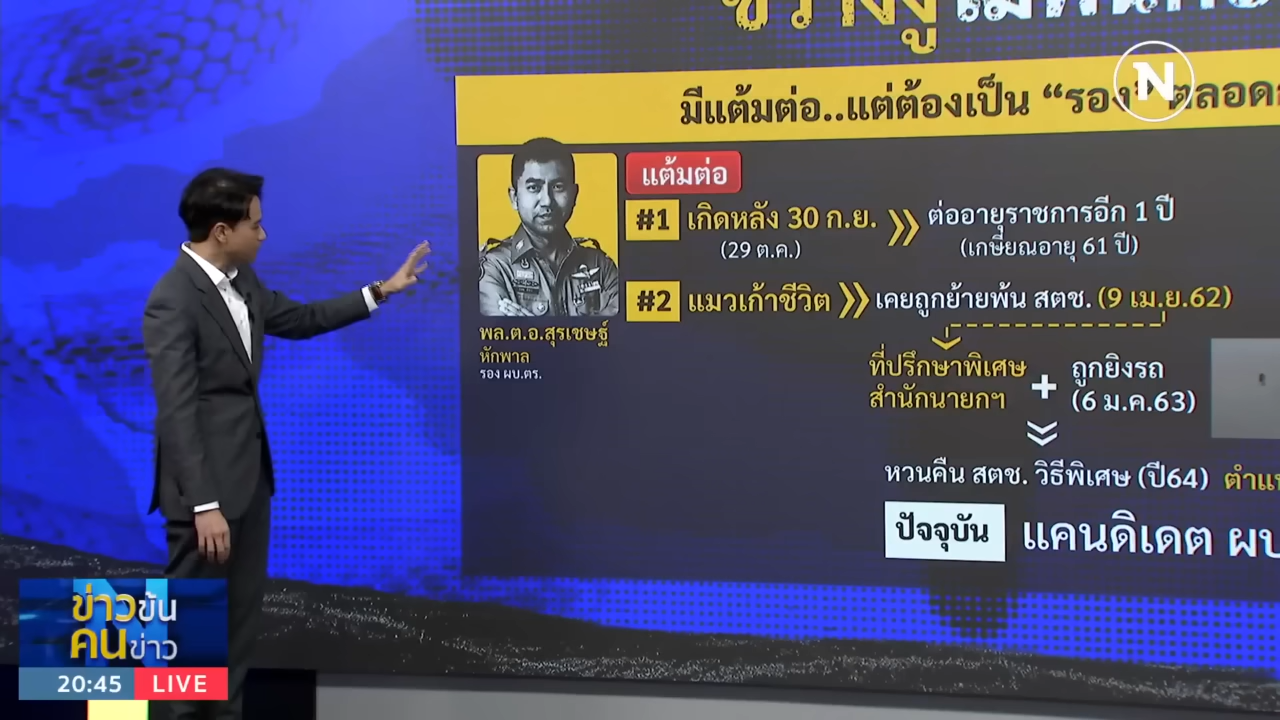 ขว้างงู
N
มีแต้มต่อ..แต่ต้องเป็น “รอง” ตลอด
แต้มต่อ
#1 เกิดหลัง 30 ก.ย. ต่ออายุราชการอีก 1 ปี
(29 ต.ค.) (เกษียณอายุ 61 ปี)
#2 แมวเก้าชีวิต เคยถูกย้ายพ้น สตช. (9 เม.ย.62)
พล.ต.อ.สุรเชษฐ์
หักพาล
รอง ผบ.ตร.
ที่ปรึกษาพิเศษ + ถูกยิงรถ
สำนักนายกฯ (6 ม.ค.63)
หวนคืน สตช. วิธีพิเศษ (ปี64)
ปัจจุบัน แคนดิเดต
ข่าวข้น
คนข่าว
20:45 LIVE